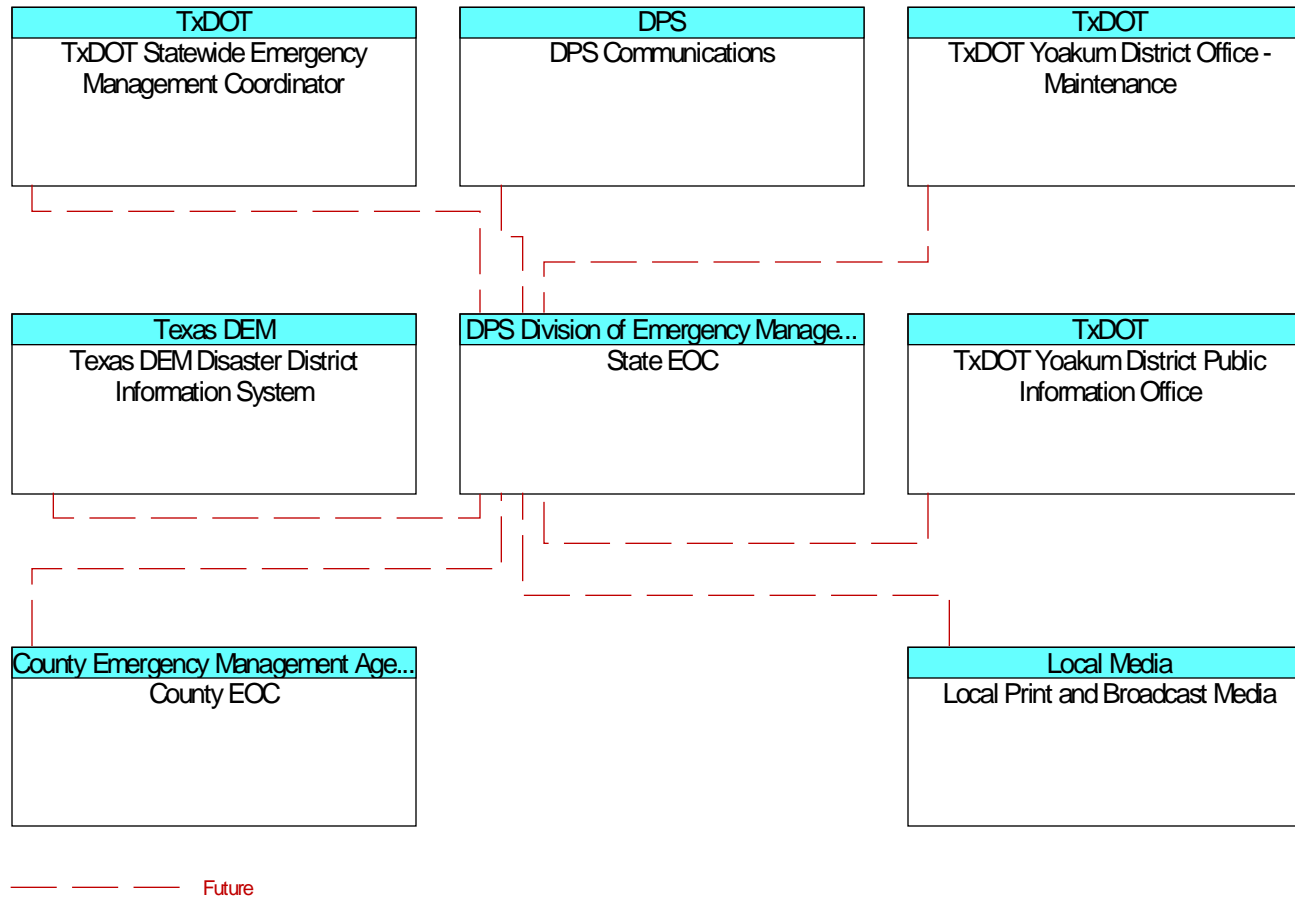 TxDOT
TxDOT Statewide Emergency
Management Coordinator
DPS
DPS Communications
TxDOT
TxDOT Yoakum District Office -
Maintenance
Texas DEM
Texas DEM Disaster District
Information System
DPS Division of Emergency Manage...
State EOC
TxDOT
TxDOT Yoakum District Public
Information Office
County Emergency Management Age...
County EOC
Local Media
Local Print and Broadcast Media
Future